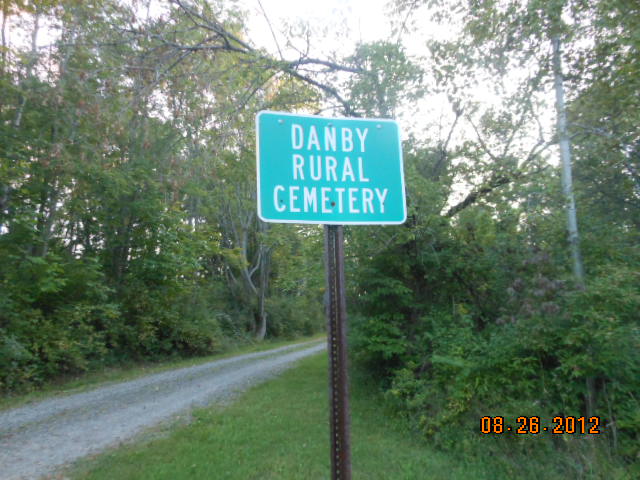 DANBY
RURAL
CEMETERY
08.26.2012